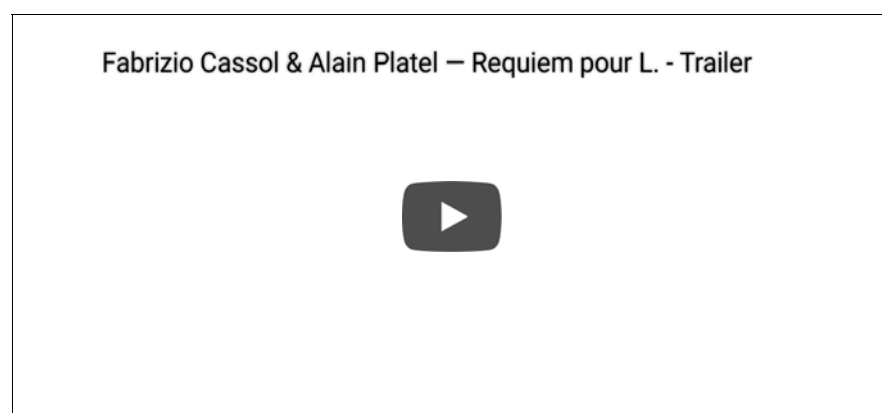 Fabrizio Cassol & Alain Platel — Requiem pour L. - Trailer